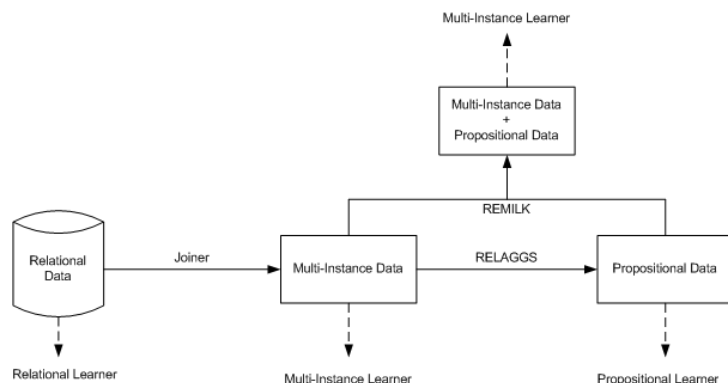 Multi-Instance Learner
Multi-Instance Data
+
Propositional Data
REMILK
Relational
Data
Joiner
Multi-Instance Data
RELAGGS
Propositional Data
Relational Learner
Multi-Instance Learner
Propositional Learner